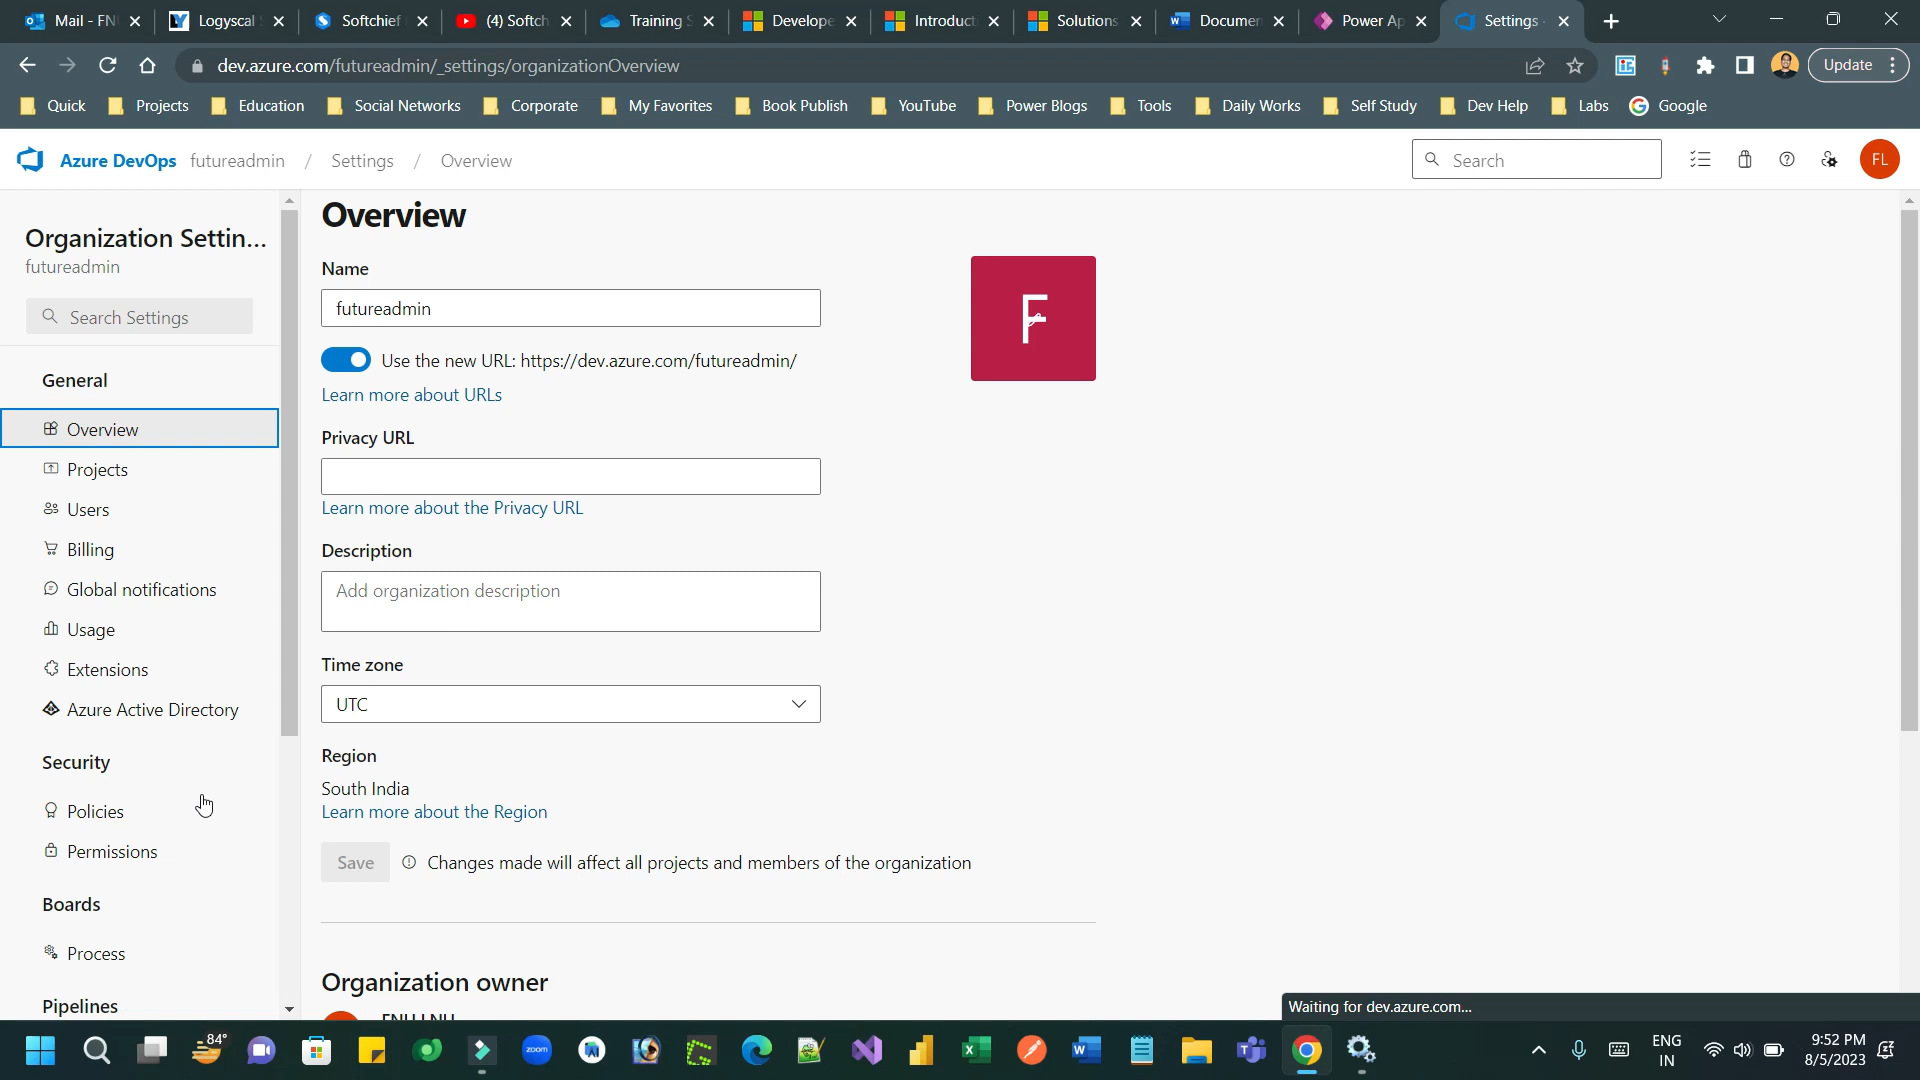 Mail - FN
Logyscal
Softchief
(4) Softch
Training S
Develope
Introduct
Solutions
Documen
Power Ap
Settings -
dev.azure.com/futureadmin/_settings/organizationOverview
Update
Quick
Projects
Education
Social Networks
Corporate
My Favorites
Book Publish
YouTube
Power Blogs
Tools
Daily Works
Self Study
Dev Help
Labs
Google
Azure DevOps
futureadmin
/
Settings
/
Overview
Search
FL
Organization Settin...
futureadmin
Search Settings
General
Overview
Projects
Users
Billing
Global notifications
Usage
Extensions
Azure Active Directory
Security
Policies
Permissions
Boards
Process
Pipelines
Overview
Name
futureadmin
F
Use the new URL: https://dev.azure.com/futureadmin/
Learn more about URLs
Privacy URL
Learn more about the Privacy URL
Description
Add organization description
Time zone
UTC
Region
South India
Learn more about the Region
Save
Changes made will affect all projects and members of the organization
Organization owner
FNU LNU
Waiting for dev.azure.com...
84°
zoom
ENG
IN
9:52 PM
8/5/2023